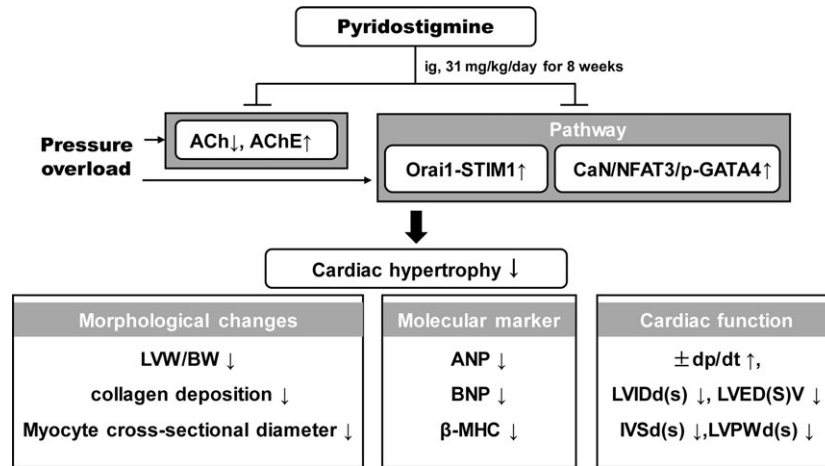 Pyridostigmine
ig, 31 mg/kg/day for 8 weeks
Pressure
overload
ACh↓, AChE↑
Pathway
Orai1-STIM1↑
CaN/NFAT3/p-GATA4↑
Cardiac hypertrophy ↓
Morphological changes
LVW/BW ↓
collagen deposition ↓
Myocyte cross-sectional diameter ↓
Molecular marker
ANP ↓
BNP ↓
β-MHC ↓
Cardiac function
±dp/dt ↑,
LVIDd(s) ↓, LVED(S)V ↓
IVSd(s) ↓,LVPWd(s) ↓